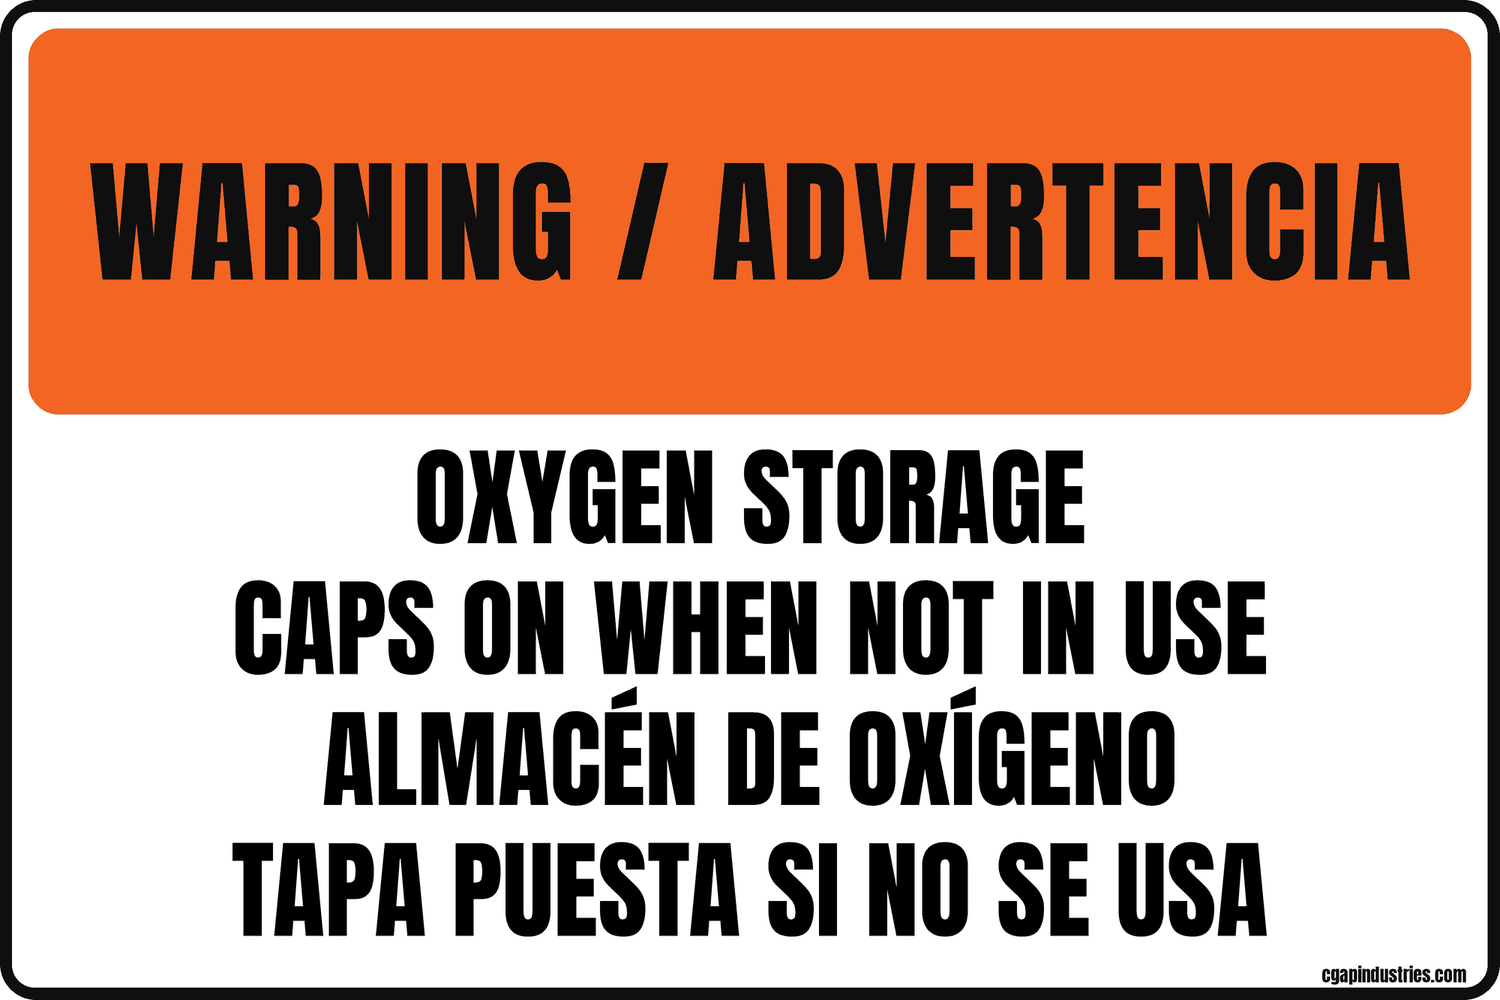 WARNING / ADVERTENCIA
OXYGEN STORAGE
CAPS ON WHEN NOT IN USE
ALMACÉN DE OXÍGENO
TAPA PUESTA SI NO SE USA
cgapindustries.com